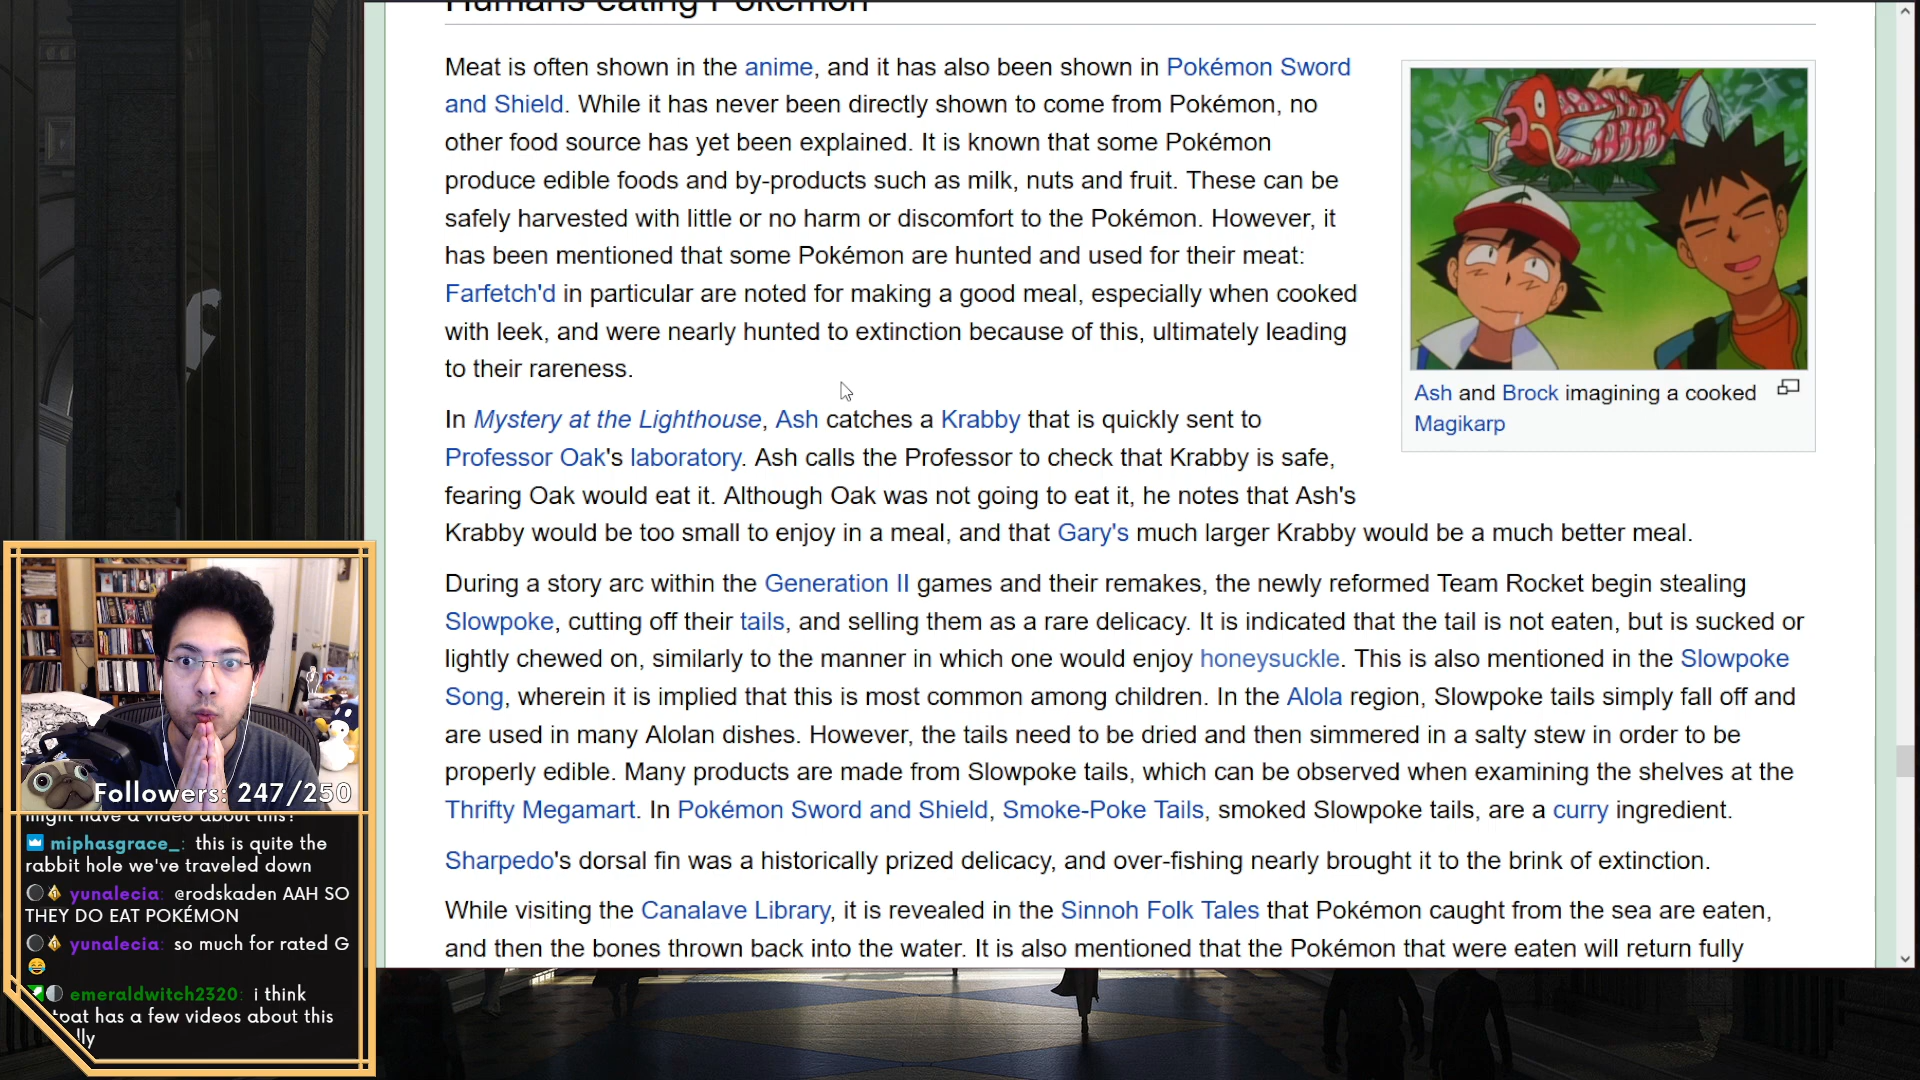 Humans eating Pokémon
Meat is often shown in the anime, and it has also been shown in Pokémon Sword
and Shield. While it has never been directly shown to come from Pokémon, no
other food source has yet been explained. It is known that some Pokémon
produce edible foods and by-products such as milk, nuts and fruit. These can be
safely harvested with little or no harm or discomfort to the Pokémon. However, it
has been mentioned that some Pokémon are hunted and used for their meat:
Farfetch'd in particular are noted for making a good meal, especially when cooked
with leek, and were nearly hunted to extinction because of this, ultimately leading
to their rareness.
Ash and Brock imagining a cooked
Magikarp
In Mystery at the Lighthouse, Ash catches a Krabby that is quickly sent to
Professor Oak's laboratory. Ash calls the Professor to check that Krabby is safe,
fearing Oak would eat it. Although Oak was not going to eat it, he notes that Ash's
Krabby would be too small to enjoy in a meal, and that Gary's much larger Krabby would be a much better meal.
During a story arc within the Generation II games and their remakes, the newly reformed Team Rocket begin stealing
Slowpoke, cutting off their tails, and selling them as a rare delicacy. It is indicated that the tail is not eaten, but is sucked or
lightly chewed on, similarly to the manner in which one would enjoy honeysuckle. This is also mentioned in the Slowpoke
Song, wherein it is implied that this is most common among children. In the Alola region, Slowpoke tails simply fall off and
are used in many Alolan dishes. However, the tails need to be dried and then simmered in a salty stew in order to be
properly edible. Many products are made from Slowpoke tails, which can be observed when examining the shelves at the
Thrifty Megamart. In Pokémon Sword and Shield, Smoke-Poke Tails, smoked Slowpoke tails, are a curry ingredient.
Sharpedo's dorsal fin was a historically prized delicacy, and over-fishing nearly brought it to the brink of extinction.
While visiting the Canalave Library, it is revealed in the Sinnoh Folk Tales that Pokémon caught from the sea are eaten,
and then the bones thrown back into the water. It is also mentioned that the Pokémon that were eaten will return fully
Followers: 247/250
might have a video about this?
miphasgrace_: this is quite the
rabbit hole we've traveled down
yunalecia: @rodskaden AAH SO
THEY DO EAT POKÉMON
yunalecia: so much for rated G
😂
emeraldwitch2320: i think
has a few videos about this